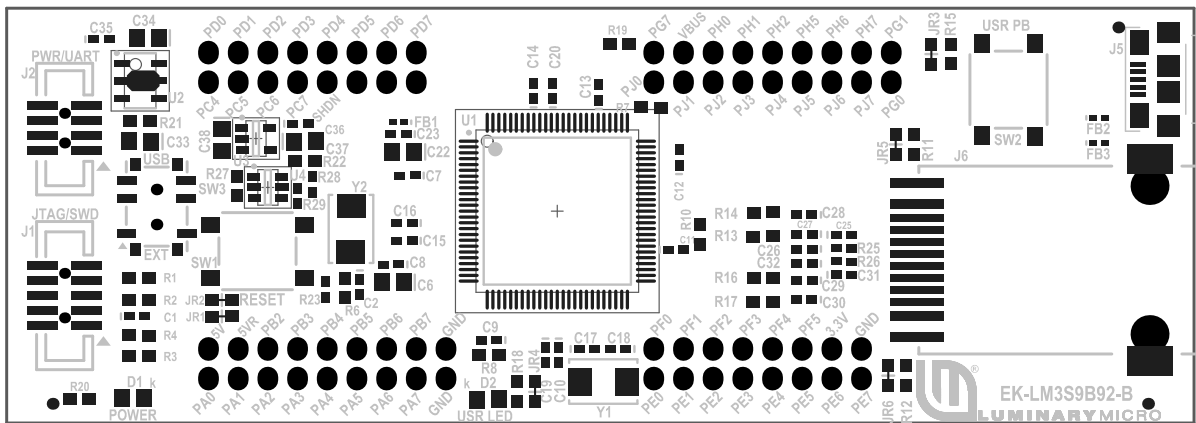 C35
C34
PWR/UART
J2
U2
R21
C33
USB
SW3
EXT
JTAG/SWD
J1
SW1
RESET
R1
R2
C1
R4
R3
JR2
JR1
R20
D1 k
POWER
PD0 PD1 PD2 PD3 PD4 PD5 PD6 PD7
PC4 PC5 PC6 PC7 SHDN
C38
C36
C37
R22
R27
U4
R28
R29
Y2
FB1
C23
C22
C7
C16
C15
C8
C6
R23
R6
C2
5V 5VR PB2 PB3 PB4 PB5 PB6 PB7 GND
PA0 PA1 PA2 PA3 PA4 PA5 PA6 PA7 GND
U1
C14
C20
C13
R19
PJ0
R7
C12
R10
C11
C9
R8
k D2
USR LED
R18
JR4
C19
C10
C17 C18
Y1
PG7 VBUS PH0 PH1 PH2 PH5 PH6 PH7 PG1
PJ1 PJ2 PJ3 PJ4 PJ5 PJ6 PJ7 PG0
R14
R13
R16
R17
C28
C27
C26
C32
C29
C30
C25
R25
R26
C31
PF0 PF1 PF2 PF3 PF4 PF5 3.3V GND
PE0 PE1 PE2 PE3 PE4 PE5 PE6 PE7
JR3
R15
USR PB
SW2
J5
FB2
FB3
JR5
R11
J6
JR6
R12
EK-LM3S9B92-B
LUMINARY MICRO
®